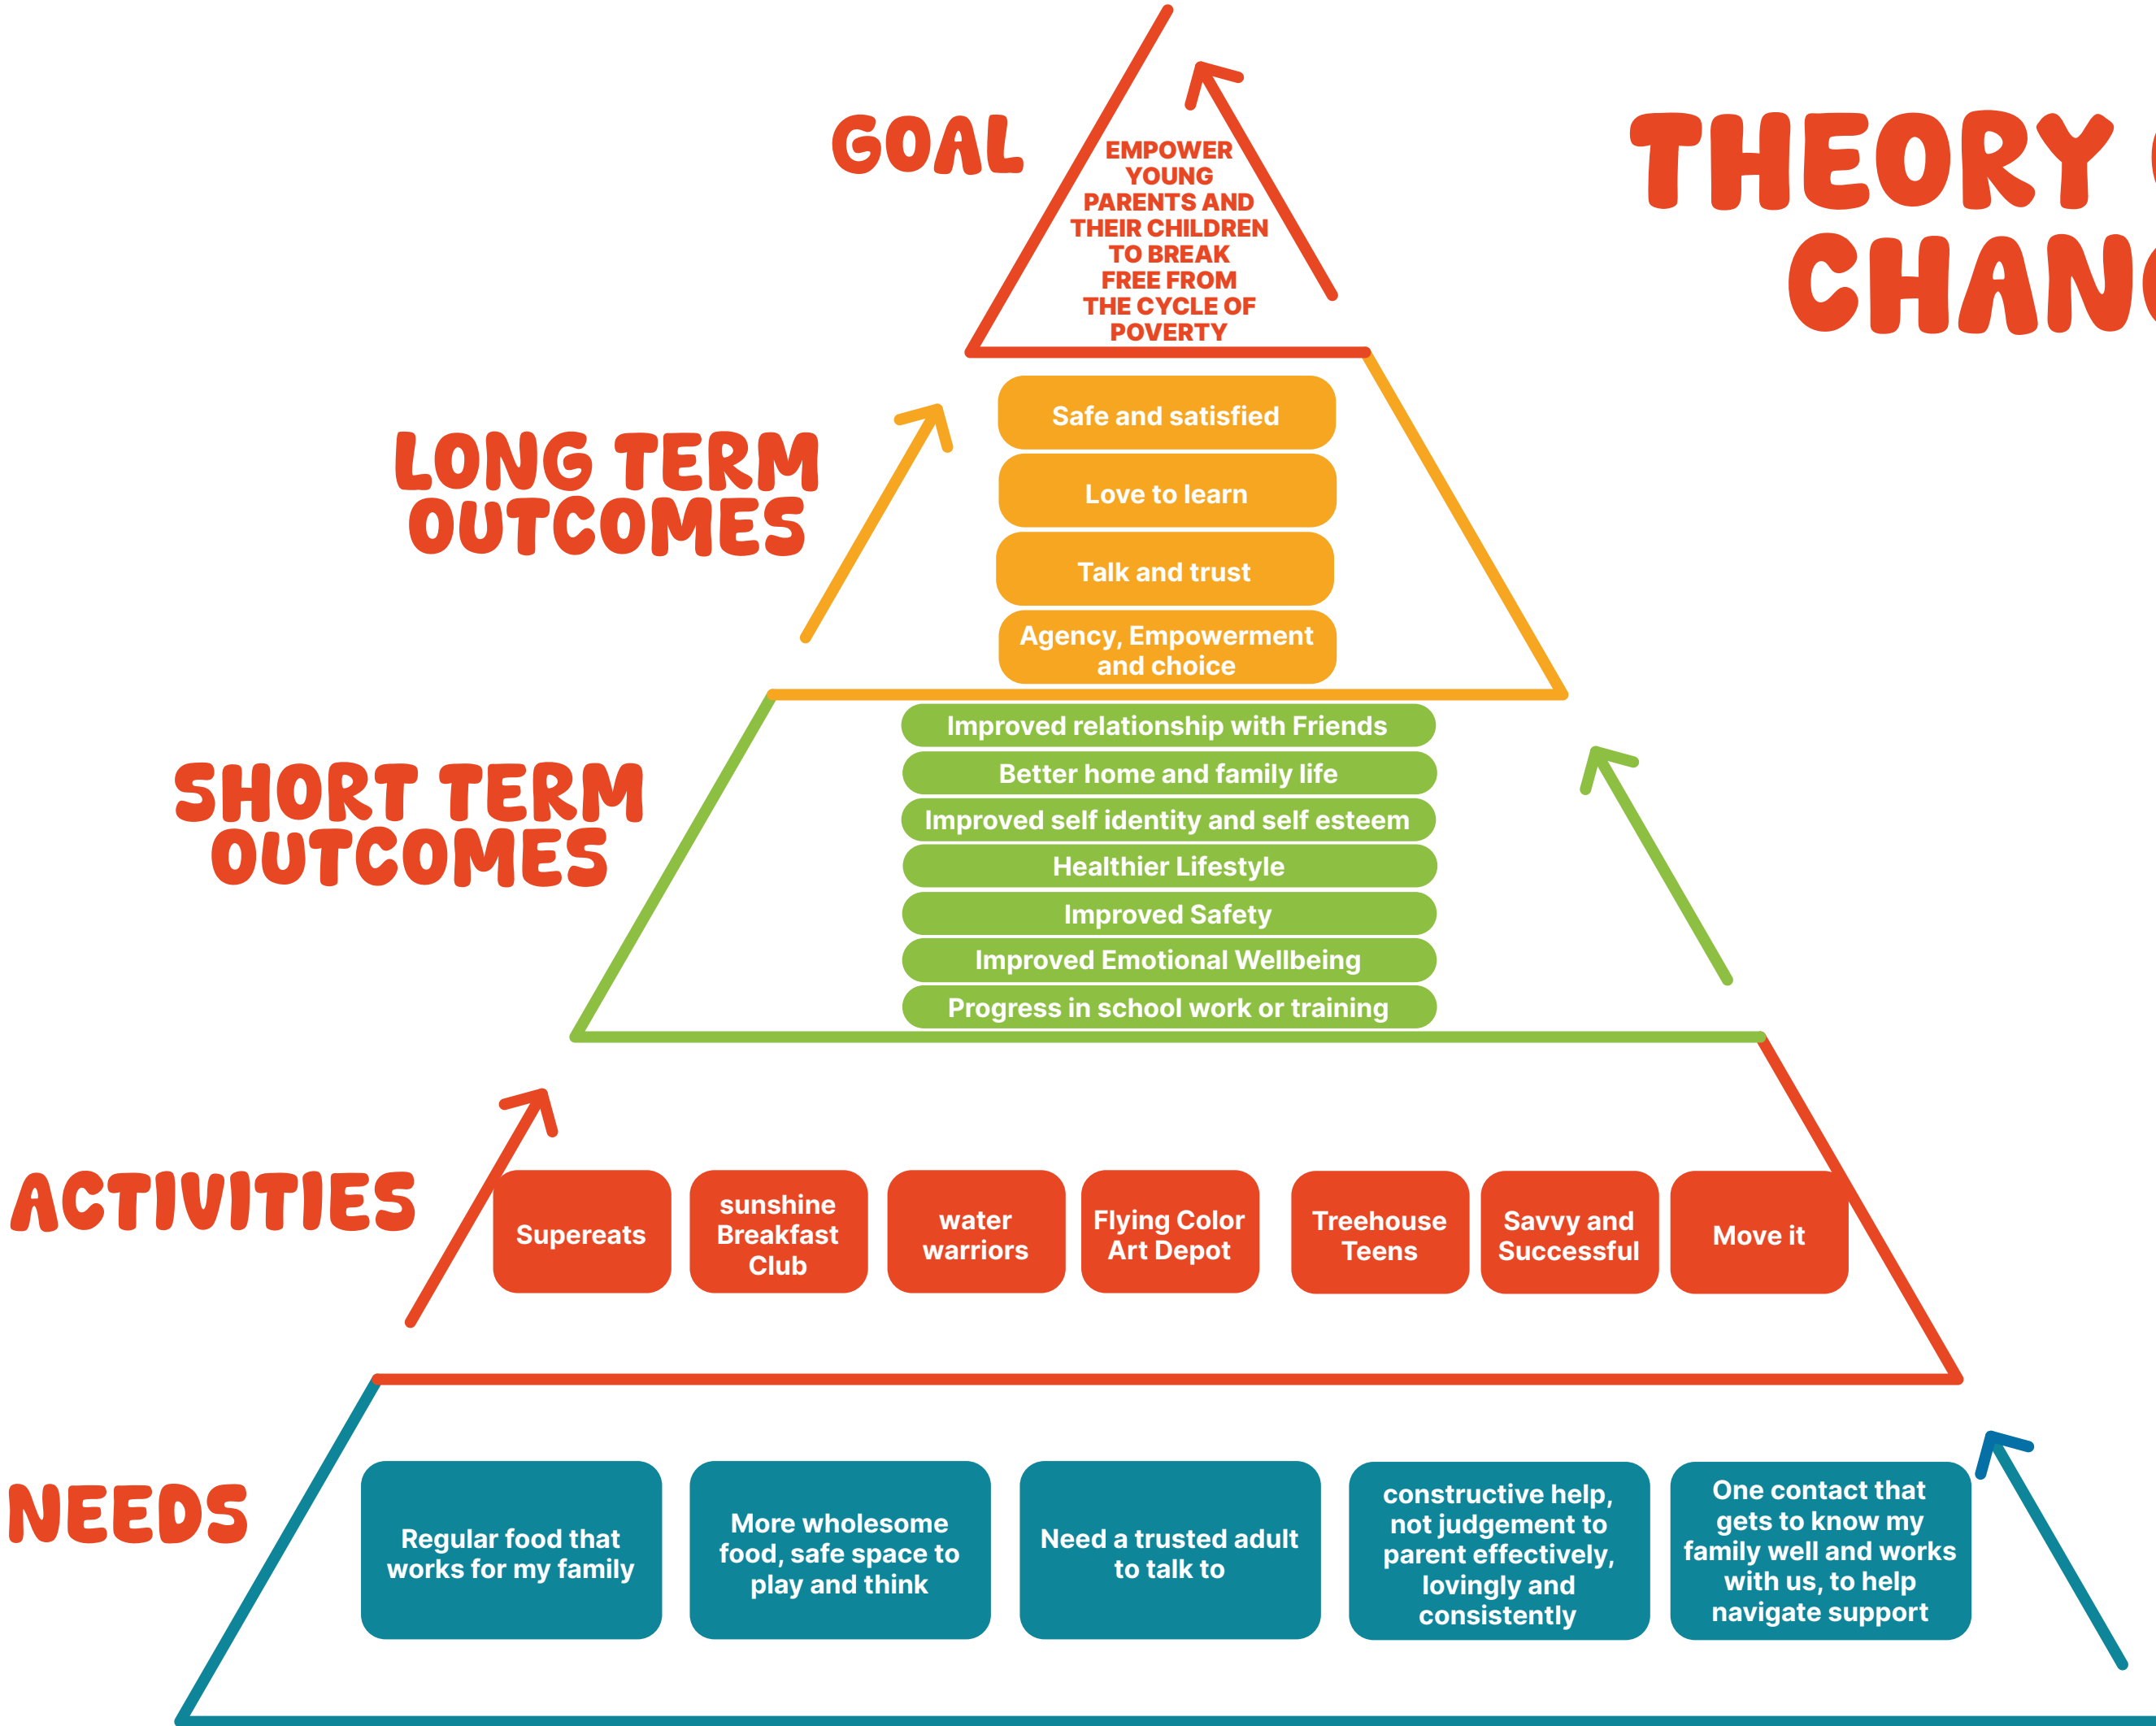 THEORY
CHAN
GOAL
EMPOWER
YOUNG
PARENTS AND
THEIR CHILDREN
TO BREAK
FREE FROM
THE CYCLE OF
POVERTY
LONG TERM
OUTCOMES
Safe and satisfied
Love to learn
Talk and trust
Agency, Empowerment
and choice
SHORT TERM
OUTCOMES
Improved relationship with Friends
Better home and family life
Improved self identity and self esteem
Healthier Lifestyle
Improved Safety
Improved Emotional Wellbeing
Progress in school work or training
ACTIVITIES
Supereats
sunshine
Breakfast
Club
water
warriors
Flying Color
Art Depot
Treehouse
Teens
Savvy and
Successful
Move it
NEEDS
Regular food that
works for my family
More wholesome
food, safe space to
play and think
Need a trusted adult
to talk to
constructive help,
not judgement to
parent effectively,
lovingly and
consistently
One contact that
gets to know my
family well and works
with us, to help
navigate support